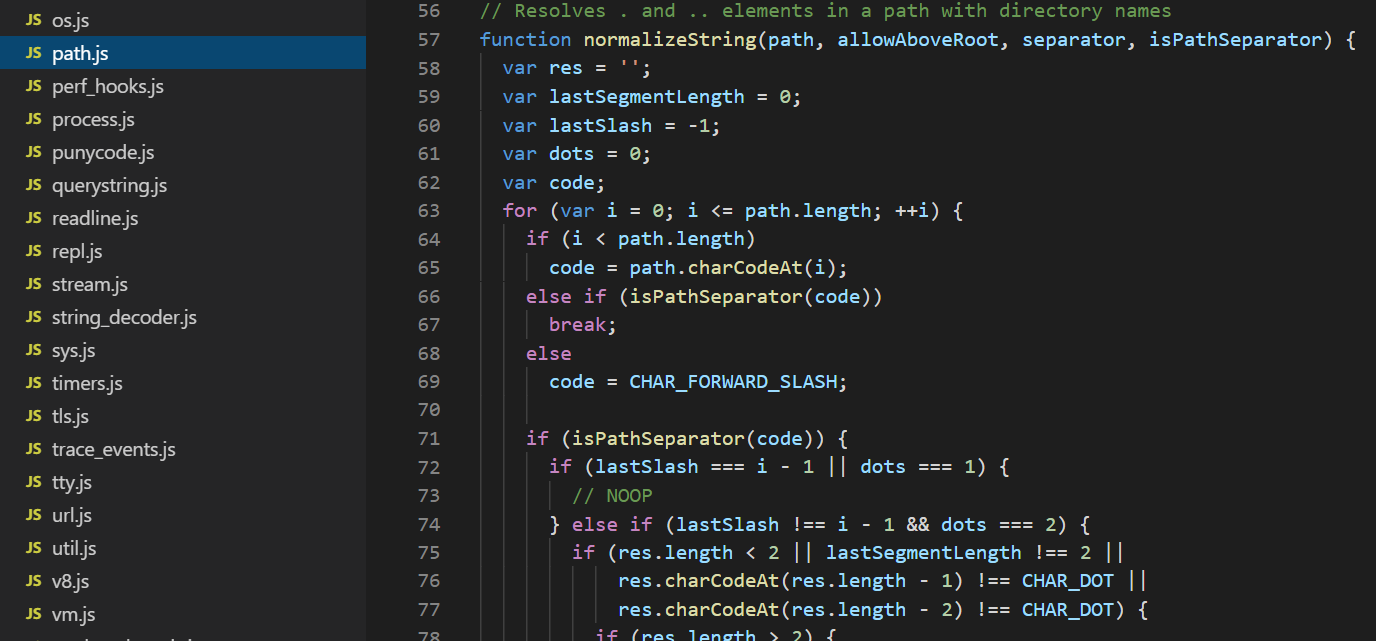 JS os.js
JS path.js
JS perf_hooks.js
JS process.js
JS punycode.js
JS querystring.js
JS readline.js
JS repl.js
JS stream.js
JS string_decoder.js
JS sys.js
JS timers.js
JS tls.js
JS trace_events.js
JS tty.js
JS url.js
JS util.js
JS v8.js
JS vm.js
56 // Resolves . and .. elements in a path with directory names
57 function normalizeString(path, allowAboveRoot, separator, isPathSeparator) {
58 var res = '';
59 var lastSegmentLength = 0;
60 var lastSlash = -1;
61 var dots = 0;
62 var code;
63 for (var i = 0; i <= path.length; ++i) {
64 if (i < path.length)
65 code = path.charCodeAt(i);
66 else if (isPathSeparator(code))
67 break;
68 else
69 code = CHAR_FORWARD_SLASH;
70
71 if (isPathSeparator(code)) {
72 if (lastSlash === i - 1 || dots === 1) {
73 // NOOP
74 } else if (lastSlash !== i - 1 && dots === 2) {
75 if (res.length < 2 || lastSegmentLength !== 2 ||
76 res.charCodeAt(res.length - 1) !== CHAR_DOT ||
77 res.charCodeAt(res.length - 2) !== CHAR_DOT) {
78 if (res.length > 2) {